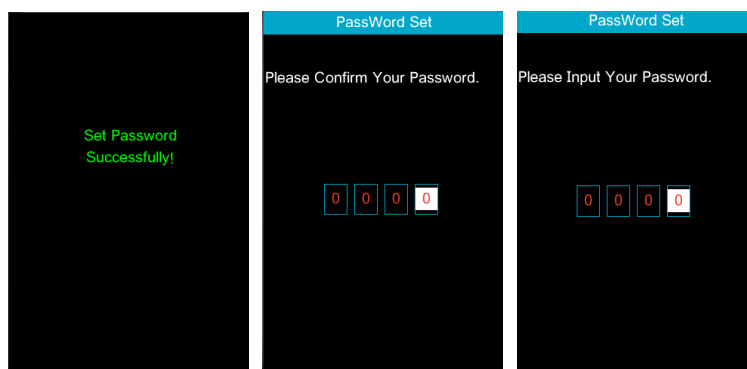 Set Password
Successfully!
PassWord Set
Please Confirm Your Password.
0 0 0 0
PassWord Set
Please Input Your Password.
0 0 0 0